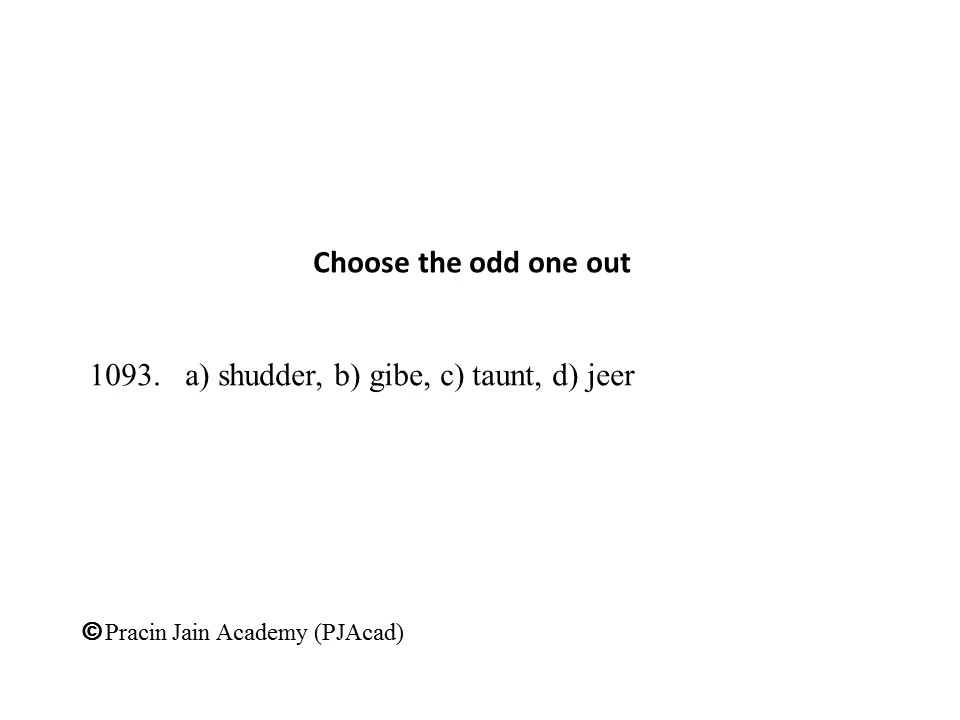 Choose the odd one out
1093. a) shudder, b) gibe, c) taunt, d) jeer
©Pracin Jain Academy (PJAcad)